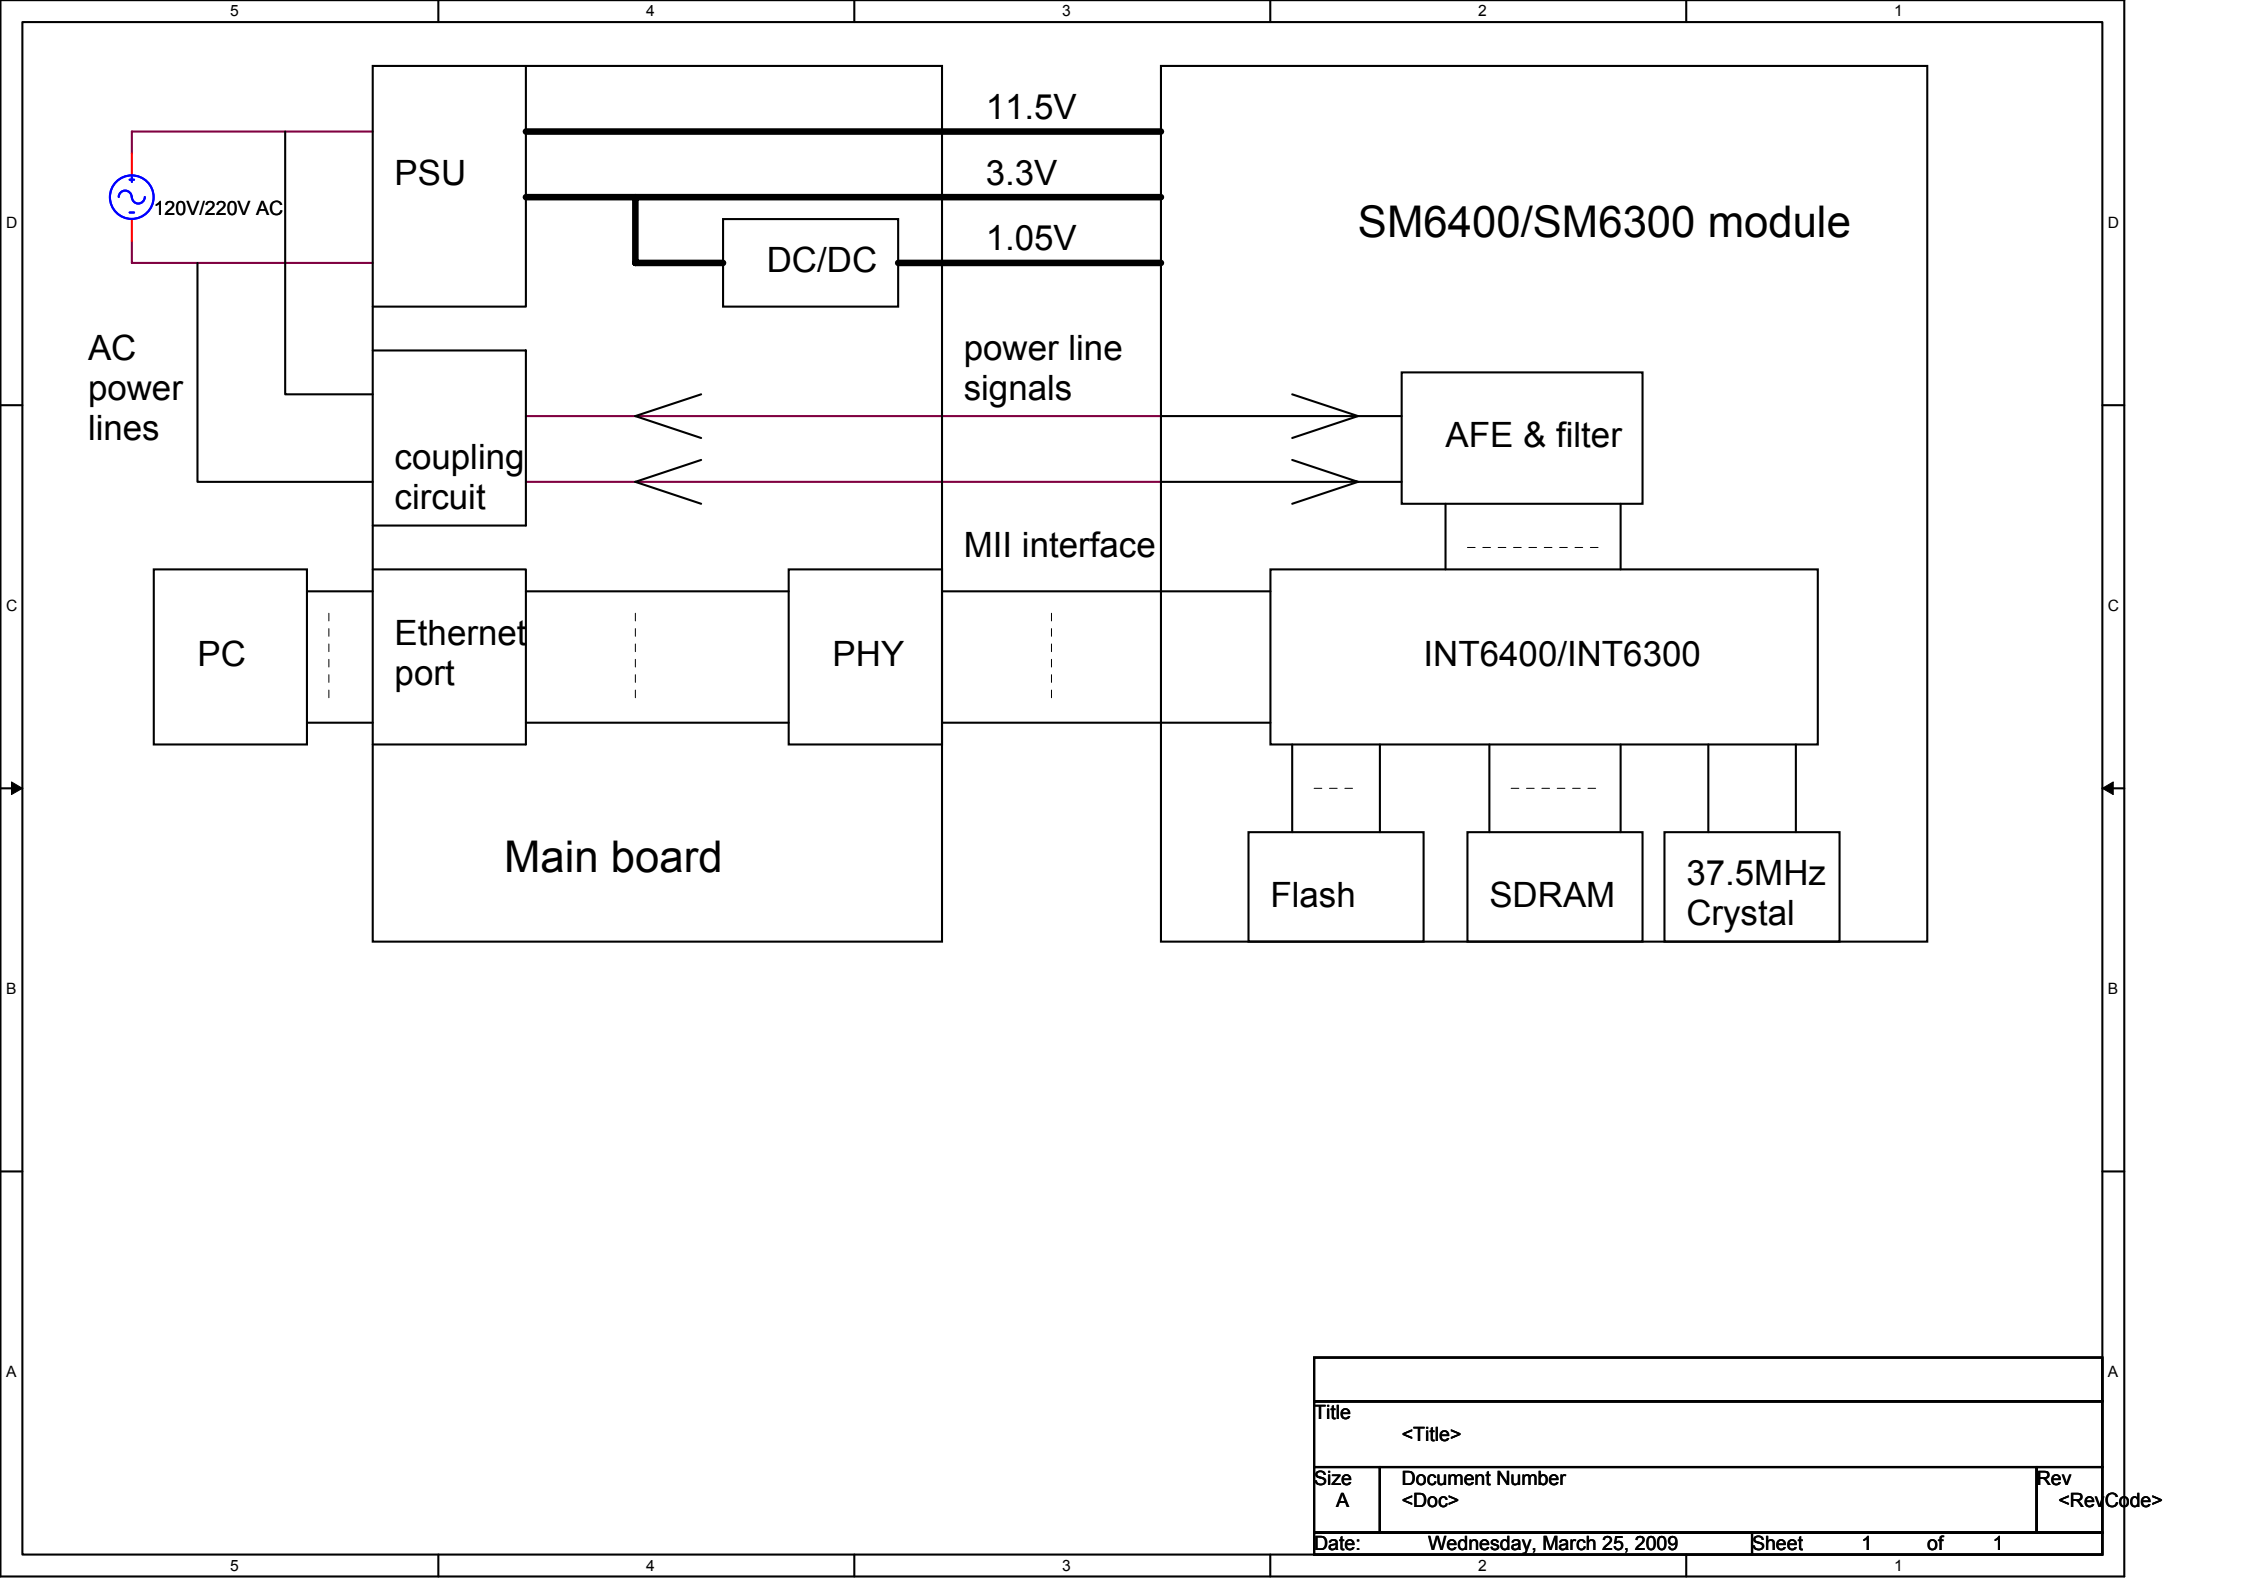 5 4 3 2 1
11.5V
PSU
3.3V
120V/220V AC
SM6400/SM6300 module
D
D
1.05V
DC/DC
AC
power
lines
power line
signals
AFE & filter
coupling
circuit
MII interface
C
C
PC
Ethernet
port
PHY
INT6400/INT6300
Main board
Flash
SDRAM
37.5MHz
Crystal
B
B
A
A
Title
<Title>
Size
A
Document Number
<Doc>
Rev
<RevCode>
Date: Wednesday, March 25, 2009 Sheet 1 of 1
5 4 3 2 1